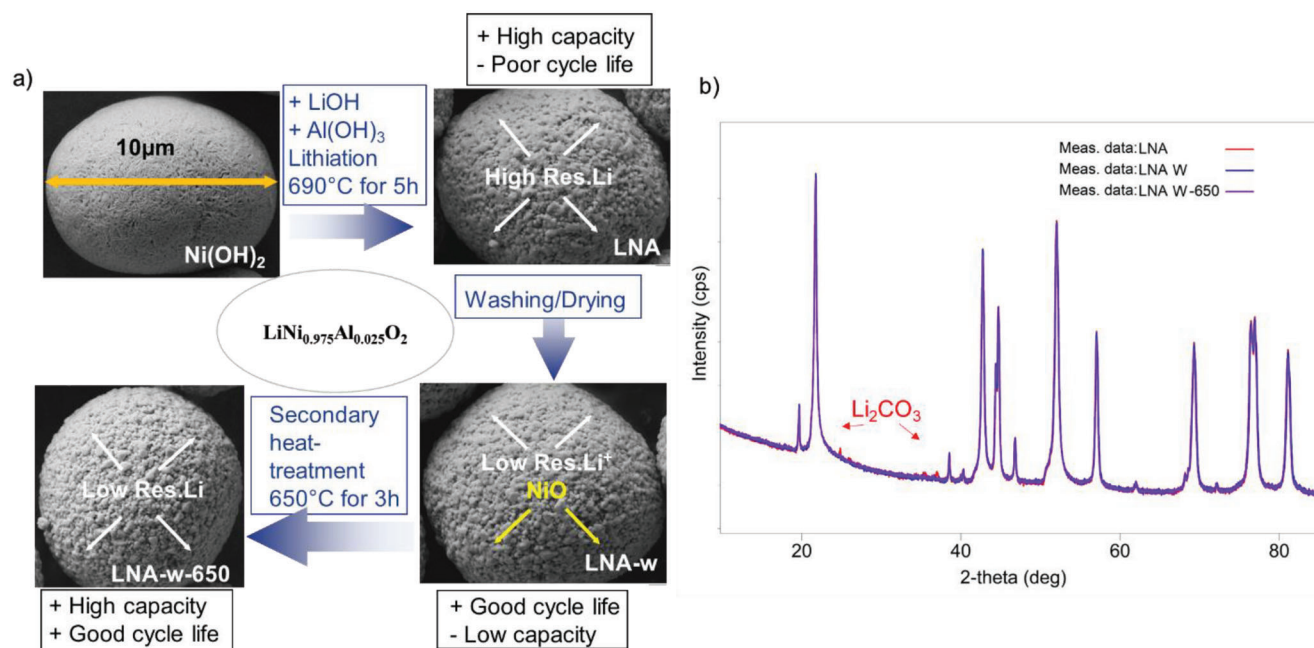 a)
10μm
Ni(OH)2
+ LiOH
+ Al(OH)3
Lithiation
690°C for 5h
+ High capacity
- Poor cycle life
High Res.Li
LNA
Washing/Drying
LiNi0.975Al0.025O2
Low Res.Li+
NiO
LNA-w
+ Good cycle life
- Low capacity
Secondary
heat-
treatment
650°C for 3h
Low Res.Li
LNA-w-650
+ High capacity
+ Good cycle life
b)
Meas. data:LNA
Meas. data:LNA W
Meas. data:LNA W-650
Li2CO3
Intensity (cps)
20
40
60
80
2-theta (deg)